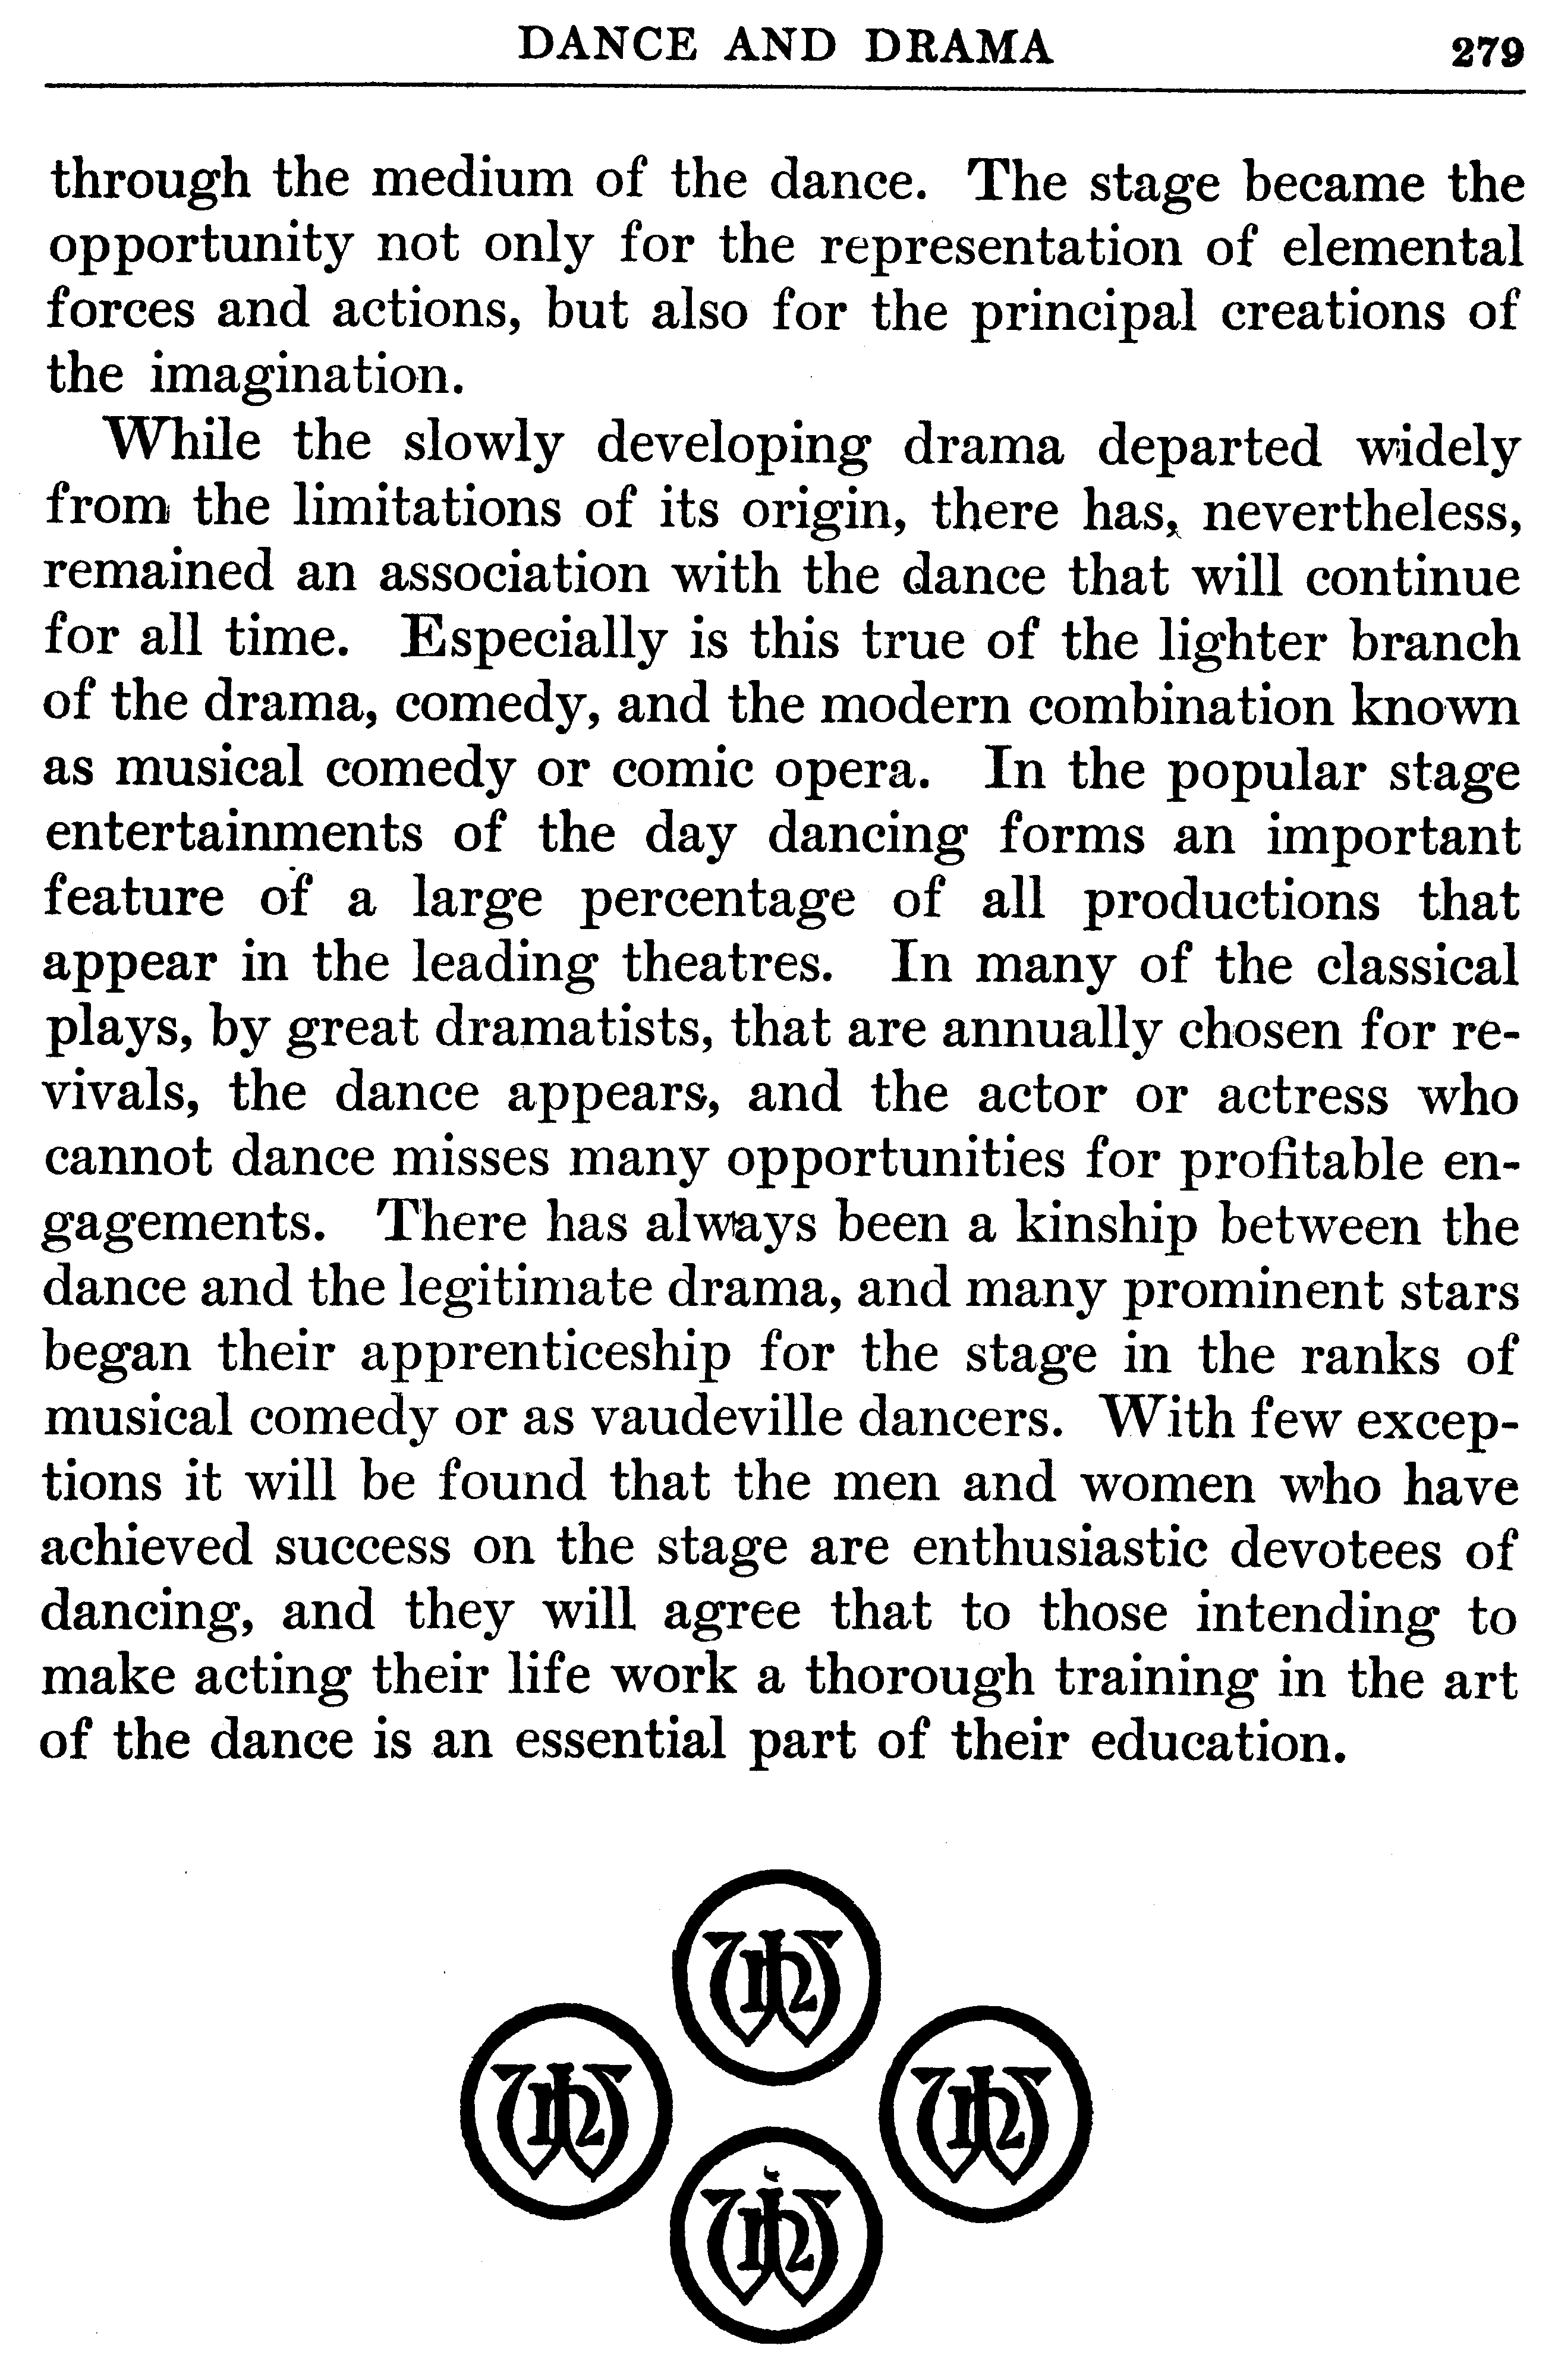 DANCE AND DRAMA 279
through the medium of the dance. The stage became the
opportunity not only for the representation of elemental
forces and actions, but also for the principal creations of
the imagination.
While the slowly developing drama departed widely
from the limitations of its origin, there has, nevertheless,
remained an association with the dance that will continue
for all time. Especially is this true of the lighter branch
of the drama, comedy, and the modern combination known
as musical comedy or comic opera. In the popular stage
entertainments of the day dancing forms an important
feature of a large percentage of all productions that
appear in the leading theatres. In many of the classical
plays, by great dramatists, that are annually chosen for re-
vivals, the dance appears, and the actor or actress who
cannot dance misses many opportunities for profitable en-
gagements. There has always been a kinship between the
dance and the legitimate drama, and many prominent stars
began their apprenticeship for the stage in the ranks of
musical comedy or as vaudeville dancers. With few excep-
tions it will be found that the men and women who have
achieved success on the stage are enthusiastic devotees of
dancing, and they will agree that to those intending to
make acting their life work a thorough training in the art
of the dance is an essential part of their education.